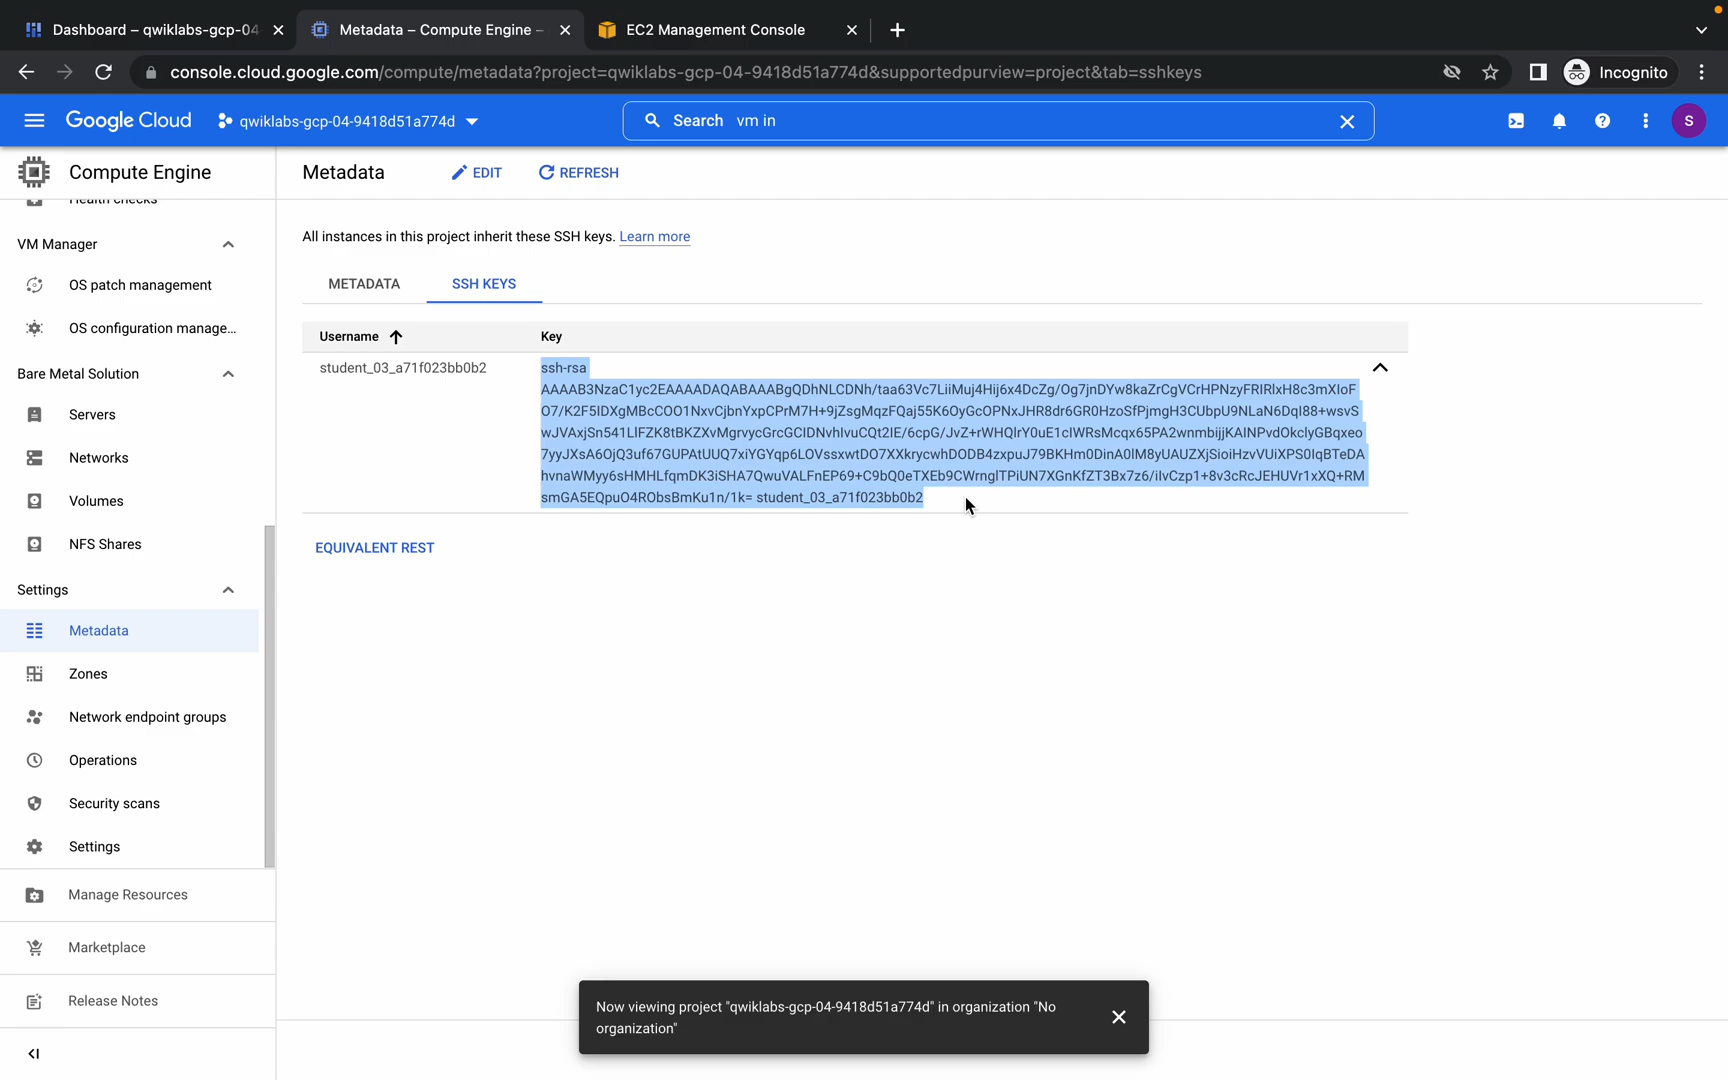 Dashboard – qwiklabs-gcp-04
Metadata – Compute Engine –
EC2 Management Console
console.cloud.google.com/compute/metadata?project=qwiklabs-gcp-04-9418d51a774d&supportedpurview=project&tab=sshkeys
Incognito
Google Cloud
qwiklabs-gcp-04-9418d51a774d
Search vm in
S
Compute Engine
Metadata
EDIT
REFRESH
Health checks
VM Manager
OS patch management
OS configuration manage...
Bare Metal Solution
Servers
Networks
Volumes
NFS Shares
Settings
Metadata
Zones
Network endpoint groups
Operations
Security scans
Settings
Manage Resources
Marketplace
Release Notes
All instances in this project inherit these SSH keys. Learn more
METADATA
SSH KEYS
Username
Key
student_03_a71f023bb0b2
ssh-rsa
AAAAB3NzaC1yc2EAAAADAQABAAABgQDhNLCDNh/taa63Vc7LiiMuj4Hij6x4DcZg/Og7jnDYw8kaZrCgVCrHPNzyFRIRlxH8c3mXIoF
O7/K2F5IDXgMBcCOO1NxvCjbnYxpCPrM7H+9jZsgMqzFQaj55K6OyGcOPNxJHR8dr6GR0HzoSfPjmgH3CUbpU9NLaN6DqI88+wsvS
wJVAxjSn541LlFZK8tBKZXvMgrvycGrcGCIDNvhIvuCQt2IE/6cpG/JvZ+rWHQlrY0uE1cIWRsMcqx65PA2wnmbijjKAINPvdOkclyGBqxeo
7yyJXsA6OjQ3uf67GUPAtUUQ7xiYGYqp6LOVssxwtDO7XXkrycwhDODB4zxpuJ79BKHm0DinA0IM8yUAUZXjSioiHzvVUiXPS0IqBTeDA
hvnaWMyy6sHMHLfqmDK3iSHA7QwuVALFnEP69+C9bQ0eTXEb9CWrnglTPiUN7XGnKfZT3Bx7z6/iIvCzp1+8v3cRcJEHUVr1xXQ+RM
smGA5EQpuO4RObsBmKu1n/1k= student_03_a71f023bb0b2
EQUIVALENT REST
Now viewing project "qwiklabs-gcp-04-9418d51a774d" in organization "No
organization"